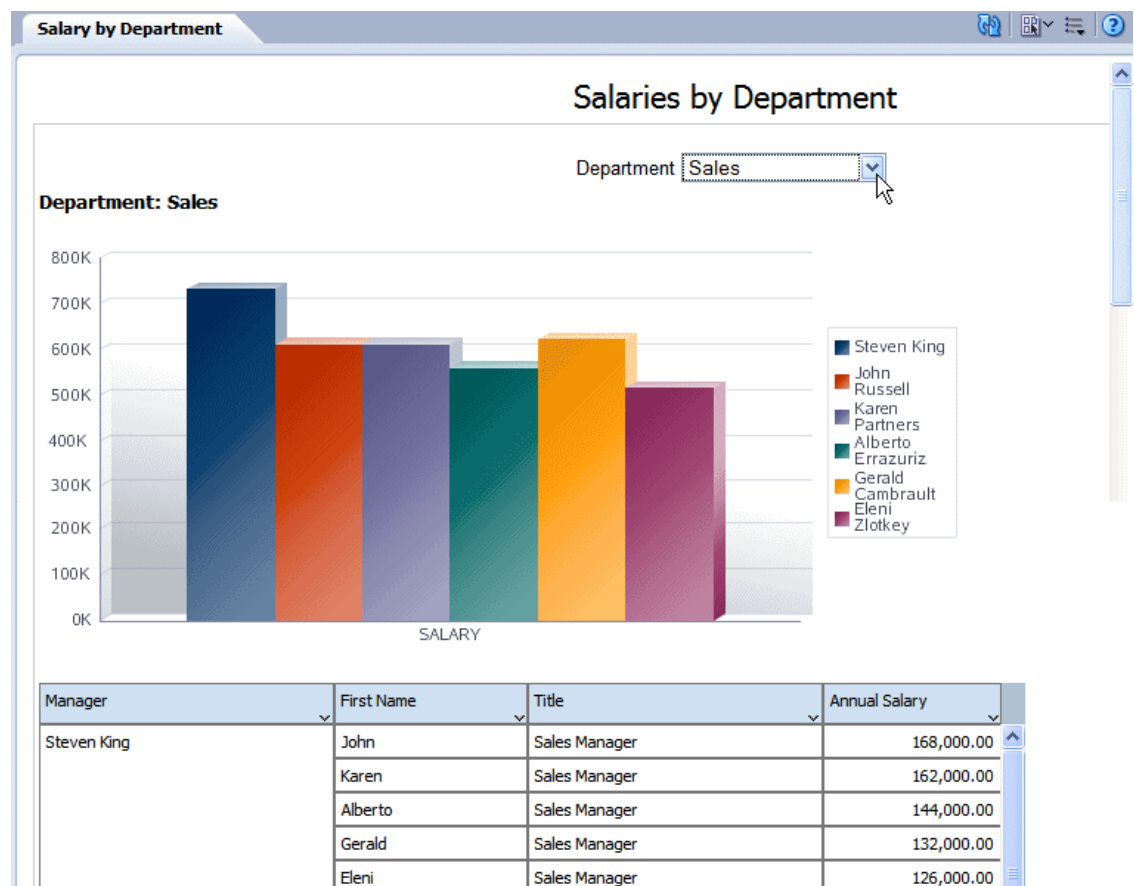 Salary by Department
Salaries by Department
Department Sales
Department: Sales
800K
700K
600K
500K
400K
300K
200K
100K
0K
SALARY
Steven King
John
Russell
Karen
Partners
Alberto
Errazuriz
Gerald
Cambrault
Eleni
Zlotkey
Manager First Name Title Annual Salary
Steven King John Sales Manager 168,000.00
Karen Sales Manager 162,000.00
Alberto Sales Manager 144,000.00
Gerald Sales Manager 132,000.00
Eleni Sales Manager 126,000.00